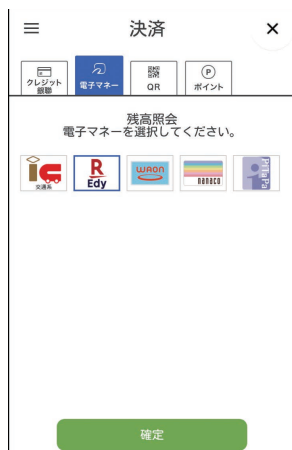 決済
クレジット
銀聯
電子マネー
QR
ポイント
残高照会
電子マネーを選択してください。
交通系
R
Edy
WAON
nanaco
PiTaPa
確定